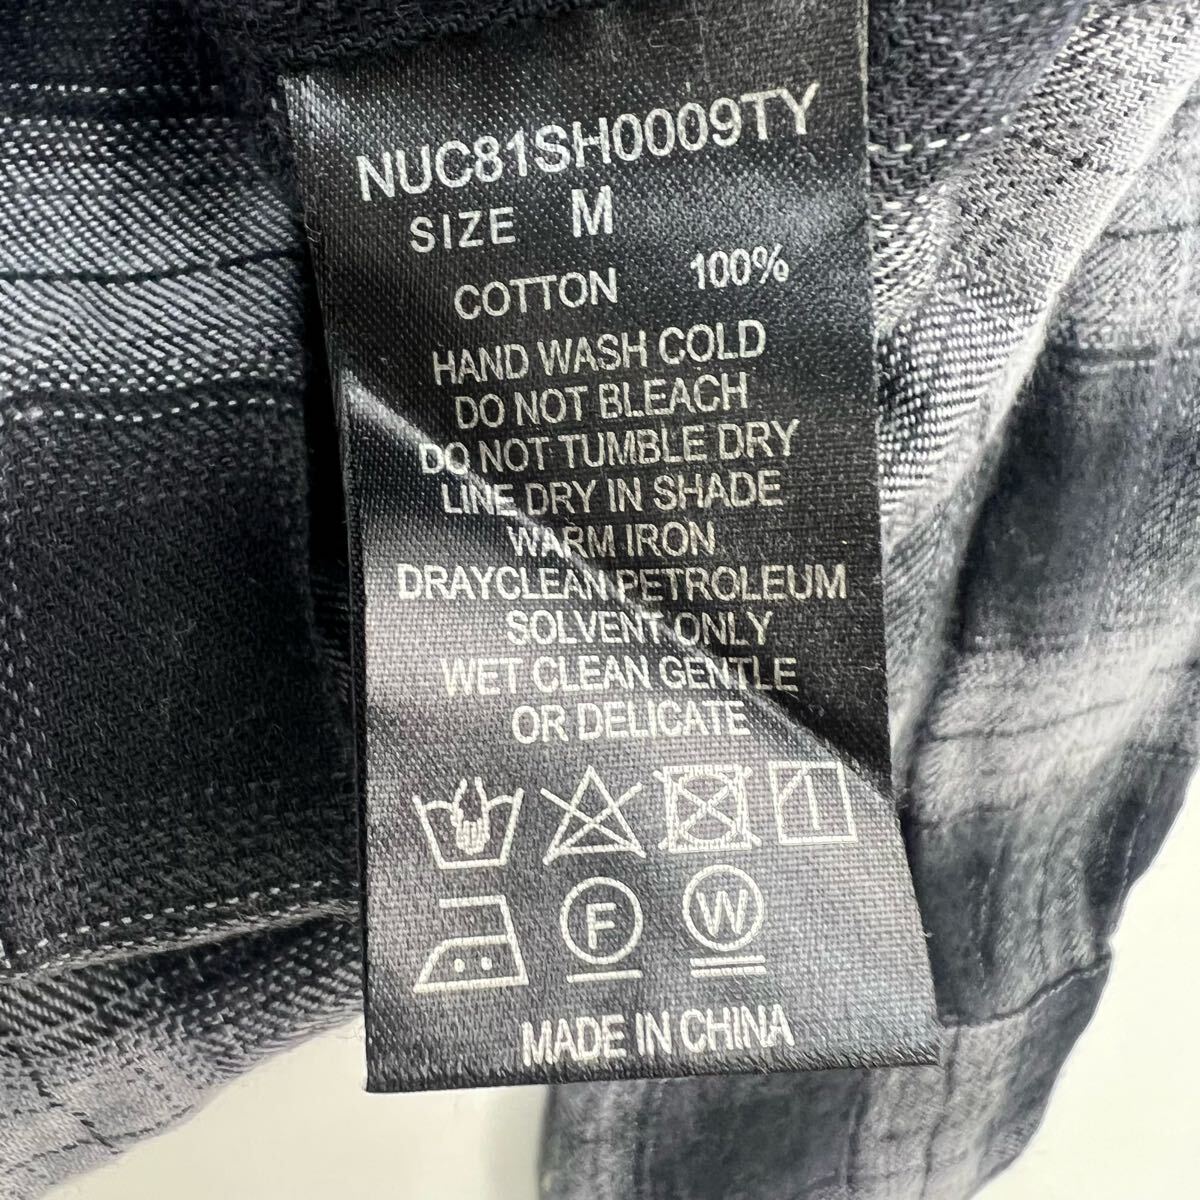 NUC81SH0009TY
SIZE M
COTTON 100%
HAND WASH COLD
DO NOT BLEACH
DO NOT TUMBLE DRY
LINE DRY IN SHADE
WARM IRON
DRAYCLEAN PETROLEUM
SOLVENT ONLY
WET CLEAN GENTLE
OR DELICATE
F W
MADE IN CHINA